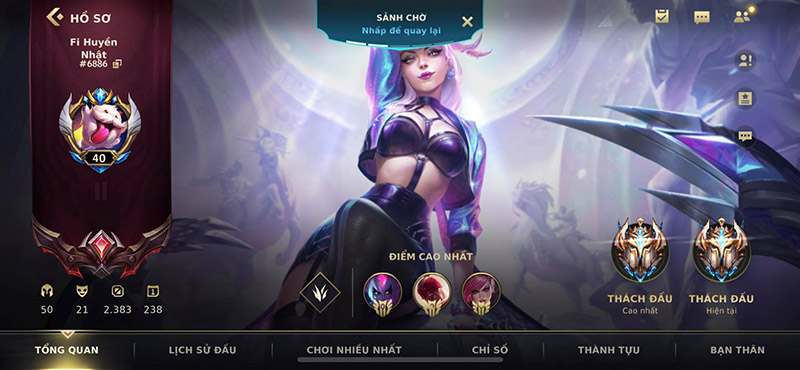 HỒ SƠ
Fi Huyền
Nhật
#6886
40
50
21
2.383
238
SẢNH CHỜ
Nhấp để quay lại
ĐIỂM CAO NHẤT
THÁCH ĐẤU
Cao nhất
THÁCH ĐẤU
Hiện tại
TỔNG QUAN
LỊCH SỬ ĐẤU
CHƠI NHIỀU NHẤT
CHỈ SỐ
THÀNH TỰU
BẠN THÂN